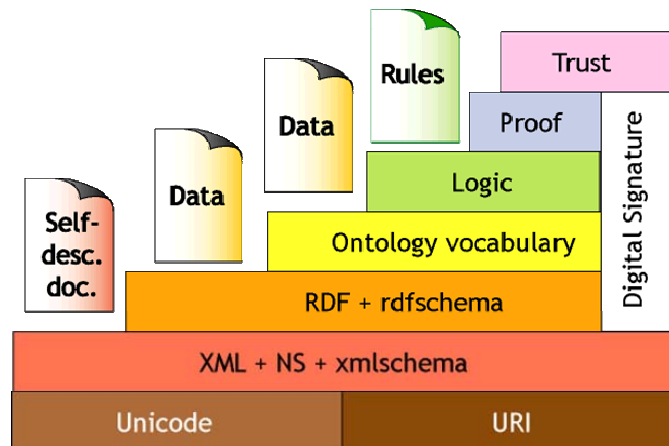 Rules
Trust
Data
Proof
Data
Logic
Self-
desc.
doc.
Ontology vocabulary
Digital Signature
RDF + rdfschema
XML + NS + xmlschema
Unicode
URI